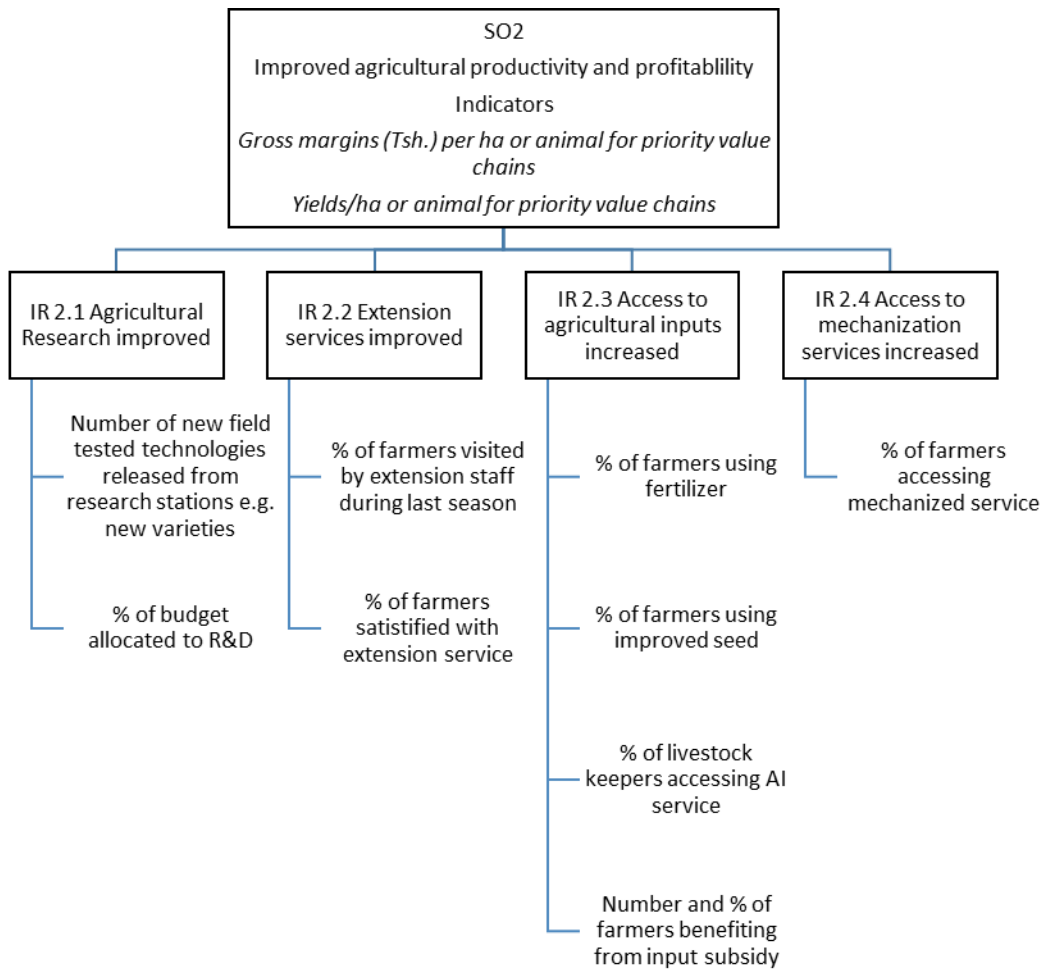 SO2
Improved agricultural productivity and profitablility
Indicators
Gross margins (Tsh.) per ha or animal for priority value
chains
Yields/ha or animal for priority value chains
IR 2.1 Agricultural
Research improved
IR 2.2 Extension
services improved
IR 2.3 Access to
agricultural inputs
increased
IR 2.4 Access to
mechanization
services increased
Number of new field
tested technologies
released from
research stations e.g.
new varieties
% of budget
allocated to R&D
% of farmers visited
by extension staff
during last season
% of farmers
satistified with
extension service
% of farmers using
fertilizer
% of farmers using
improved seed
% of livestock
keepers accessing AI
service
Number and % of
farmers benefiting
from input subsidy
% of farmers
accessing
mechanized service